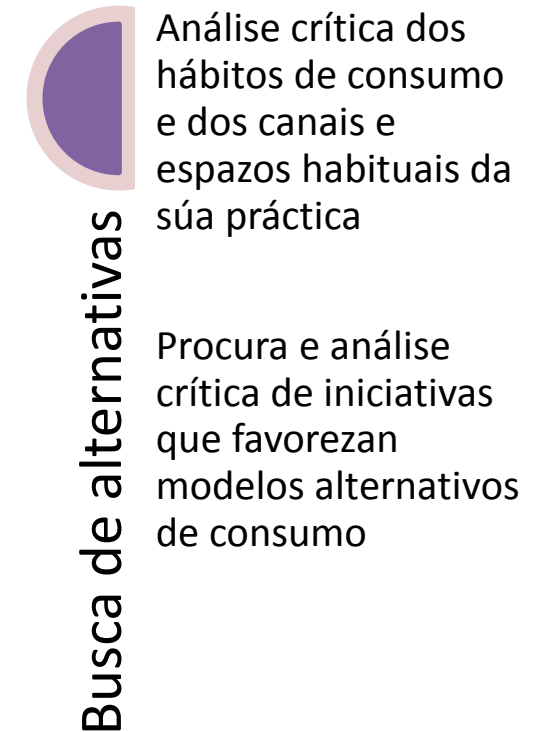 Busca de alternativas
Análise crítica dos
hábitos de consumo
e dos canais e
espazos habituais da
súa práctica
Procura e análise
crítica de iniciativas
que favorezan
modelos alternativos
de consumo